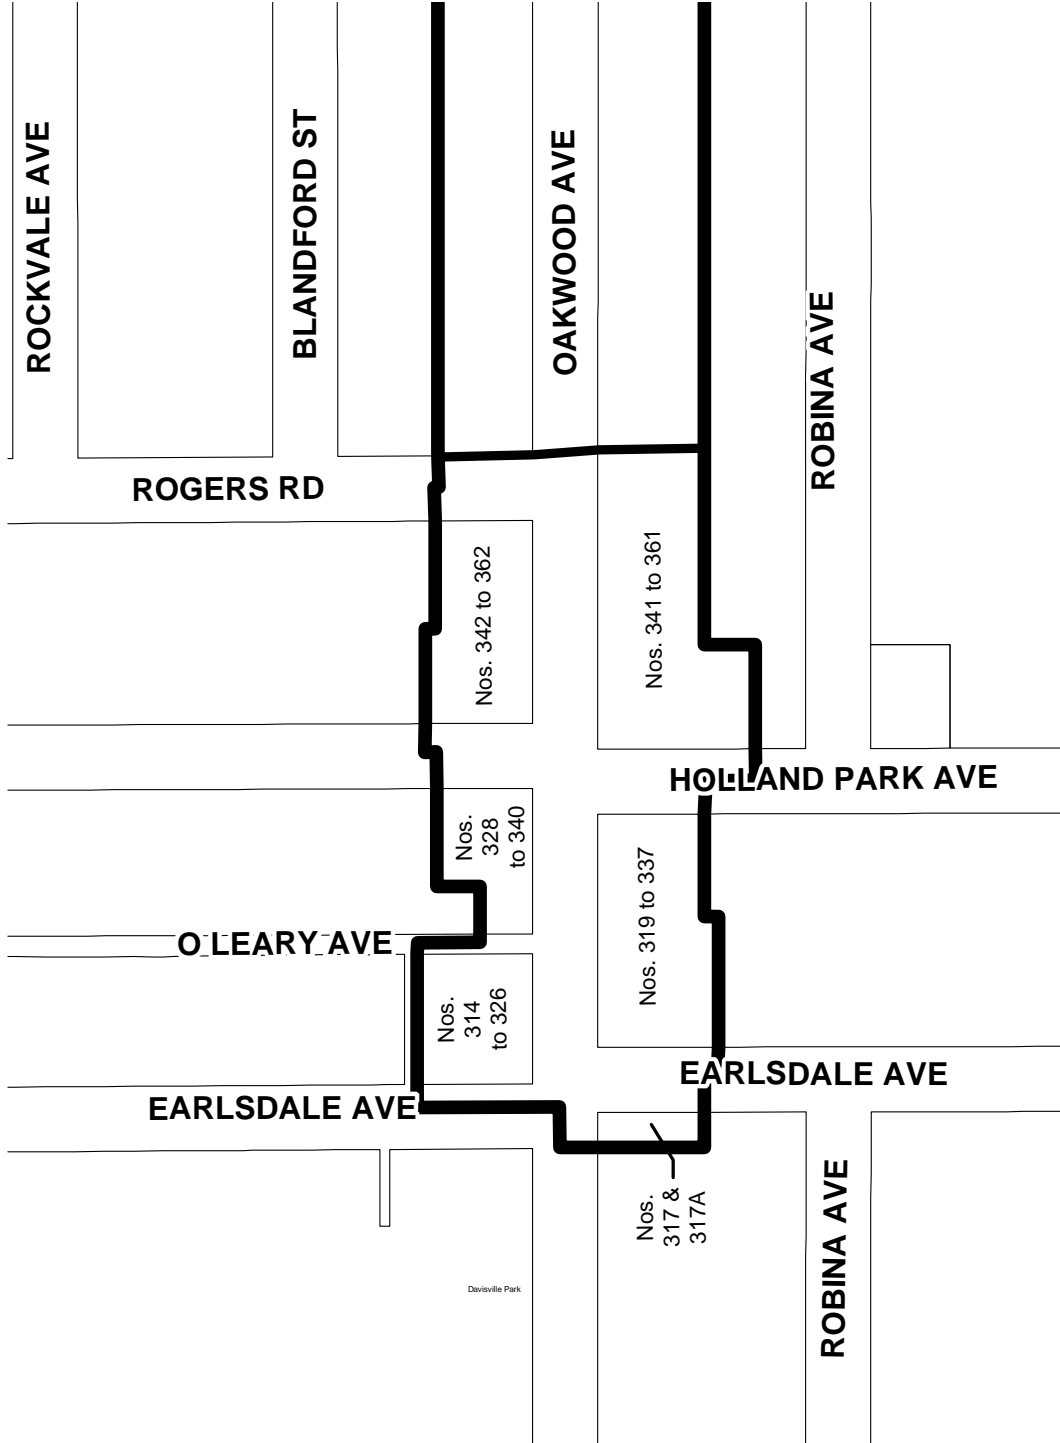 ROCKVALE AVE
BLANDFORD ST
OAKWOOD AVE
ROBINA AVE
ROGERS RD
Nos. 342 to 362
Nos. 341 to 361
HOLLAND PARK AVE
Nos.
328
to 340
Nos. 319 to 337
O LEARY AVE
Nos.
314
to 326
EARLSDALE AVE
EARLSDALE AVE
Nos.
317 &
317A
ROBINA AVE
Davisville Park